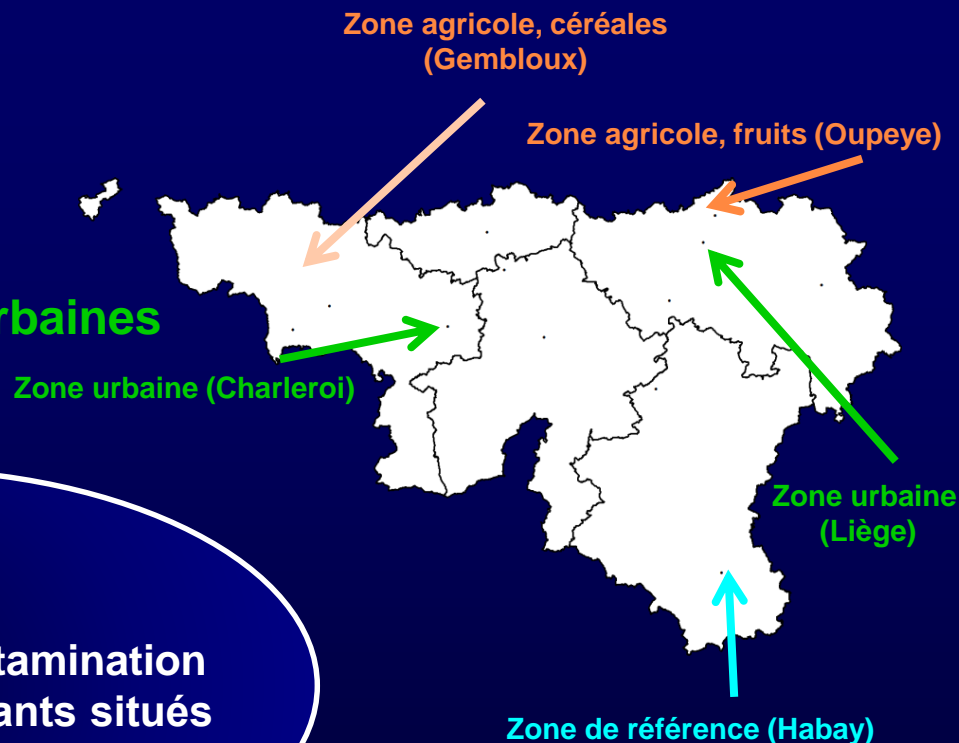 Zone agricole, céréales
(Gembloux)
Zone agricole, fruits (Oupeye)
rbaines
Zone urbaine (Charleroi)
Zone urbaine
(Liège)
tamination
ants situés
Zone de référence (Habay)